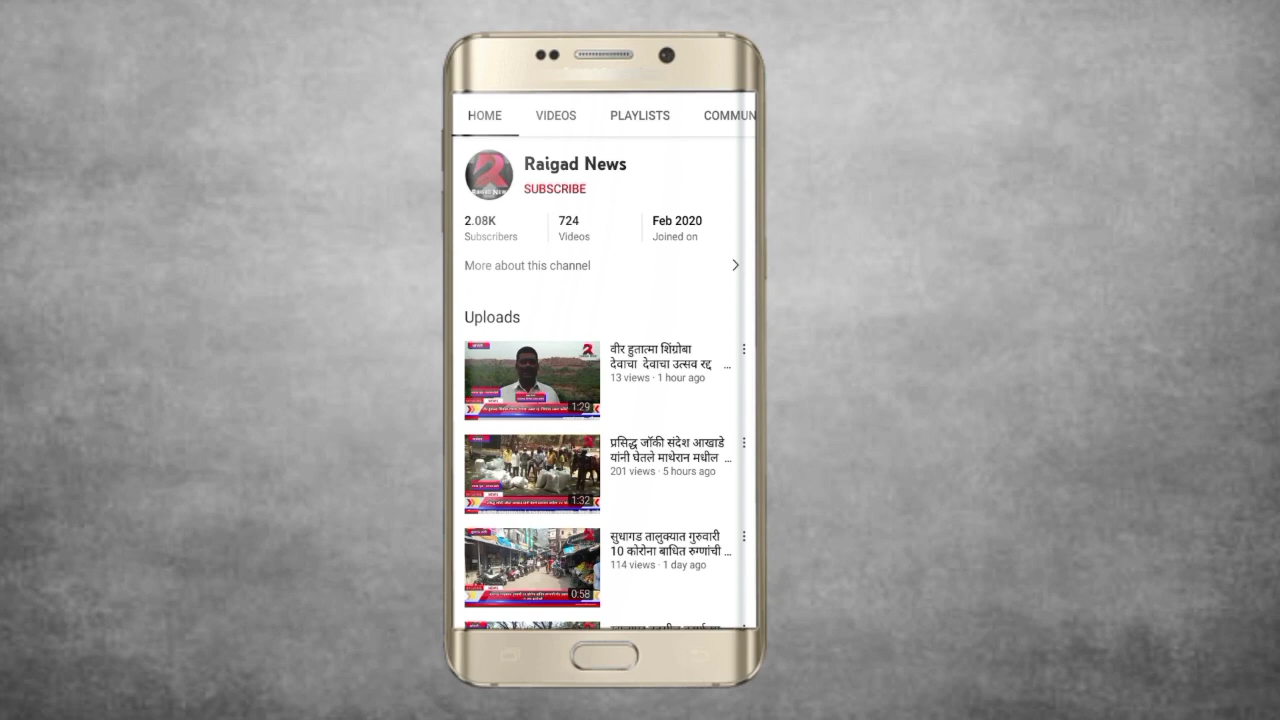 HOME VIDEOS PLAYLISTS COMMUN
Raigad News
SUBSCRIBE
2.08K 724 Feb 2020
Subscribers Videos Joined on
More about this channel
Uploads
वीर हुतात्मा शिंग्रोबा
देवाचा देवाचा उत्सव रद्द ...
13 views · 1 hour ago
1:29
प्रसिद्ध जॉकी संदेश आखाडे
यांनी घेतले माथेरान मधील ...
201 views · 5 hours ago
1:32
सुधागड तालुक्यात गुरुवारी
10 कोरोना बाधित रुग्णांची ...
114 views · 1 day ago
0:58